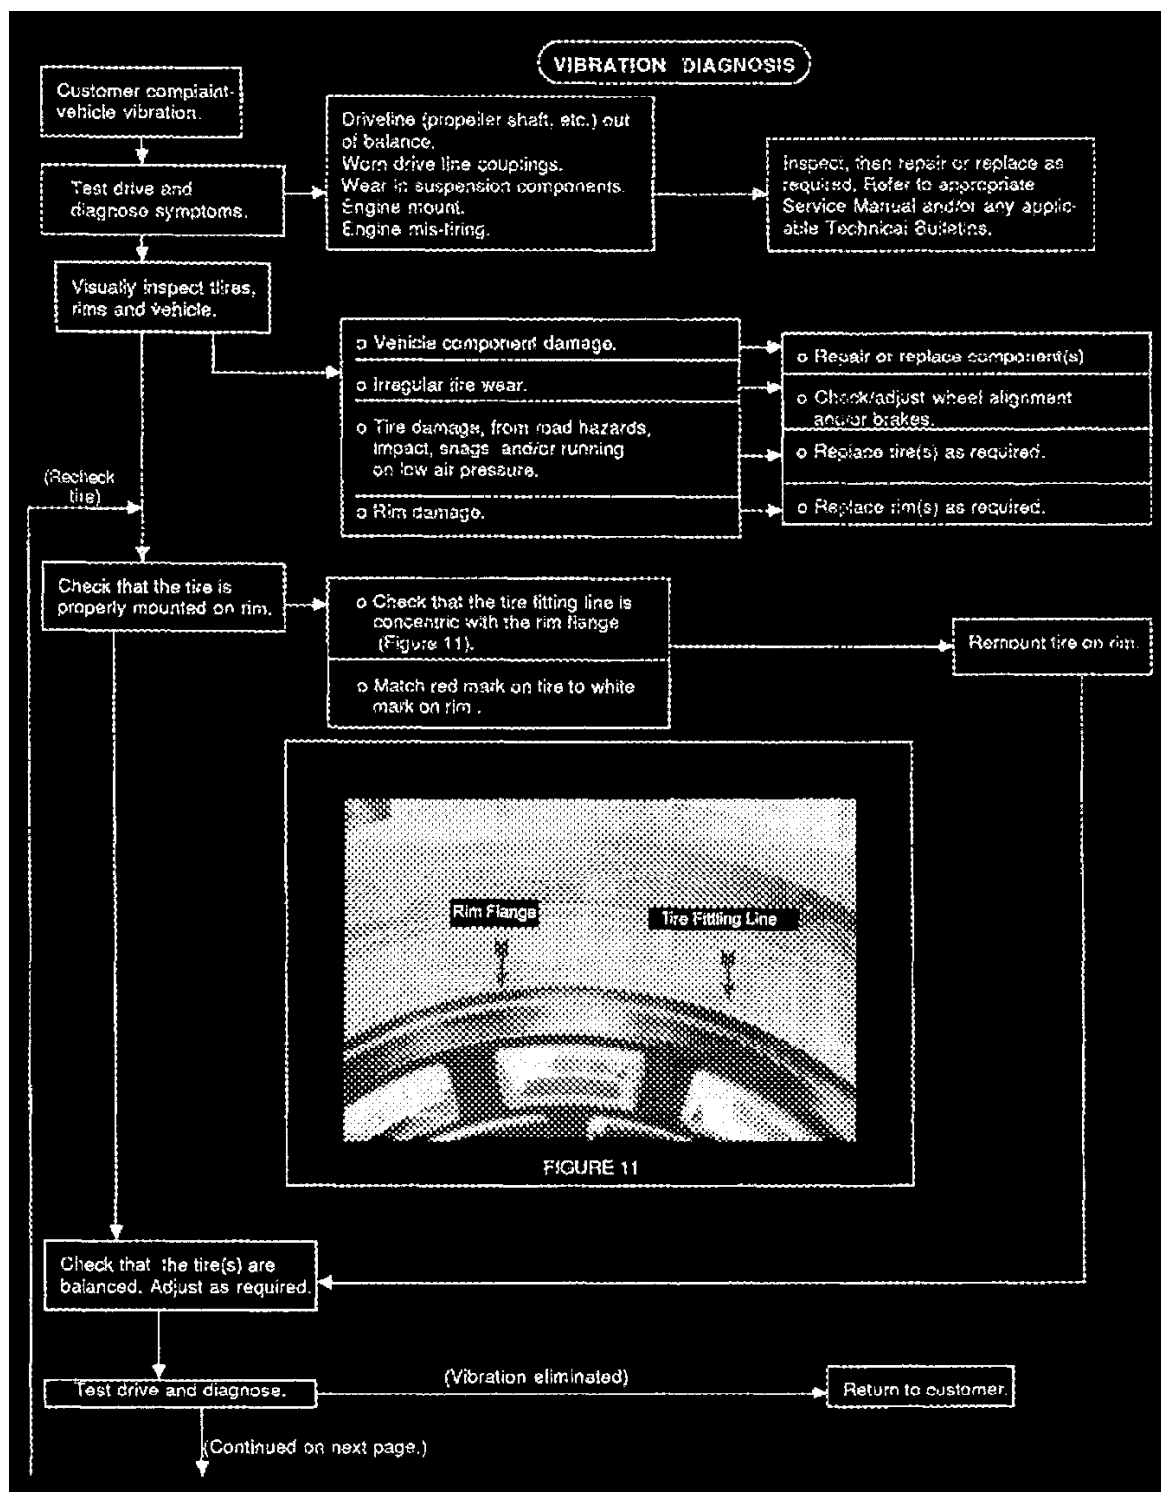 VIBRATION DIAGNOSIS
Customer complaint-
vehicle vibration.
Test drive and
diagnose symptoms.
Driveline (propeller shaft, etc.) out
of balance.
Worn drive line couplings.
Wear in suspension components.
Engine mount.
Engine mis-firing.
Inspect, then repair or replace as
required. Refer to appropriate
Service Manual and/or any applic-
able Technical Bulletins.
Visually inspect tires,
rims and vehicle.
o Vehicle component damage.
o Repair or replace component(s)
o Irregular tire wear.
o Check/adjust wheel alignment
and/or brakes.
o Tire damage, from road hazards,
impact, snags and/or running
on low air pressure.
o Replace tire(s) as required.
o Rim damage.
o Replace rim(s) as required.
(Recheck
tire)
Check that the tire is
properly mounted on rim.
o Check that the tire fitting line is
concentric with the rim flange
(Figure 11).
o Match red mark on tire to white
mark on rim .
Remount tire on rim.
Rim Flange
Tire Fitting Line
FIGURE 11
Check that the tire(s) are
balanced. Adjust as required.
Test drive and diagnose.
(Vibration eliminated)
Return to customer.
(Continued on next page.)